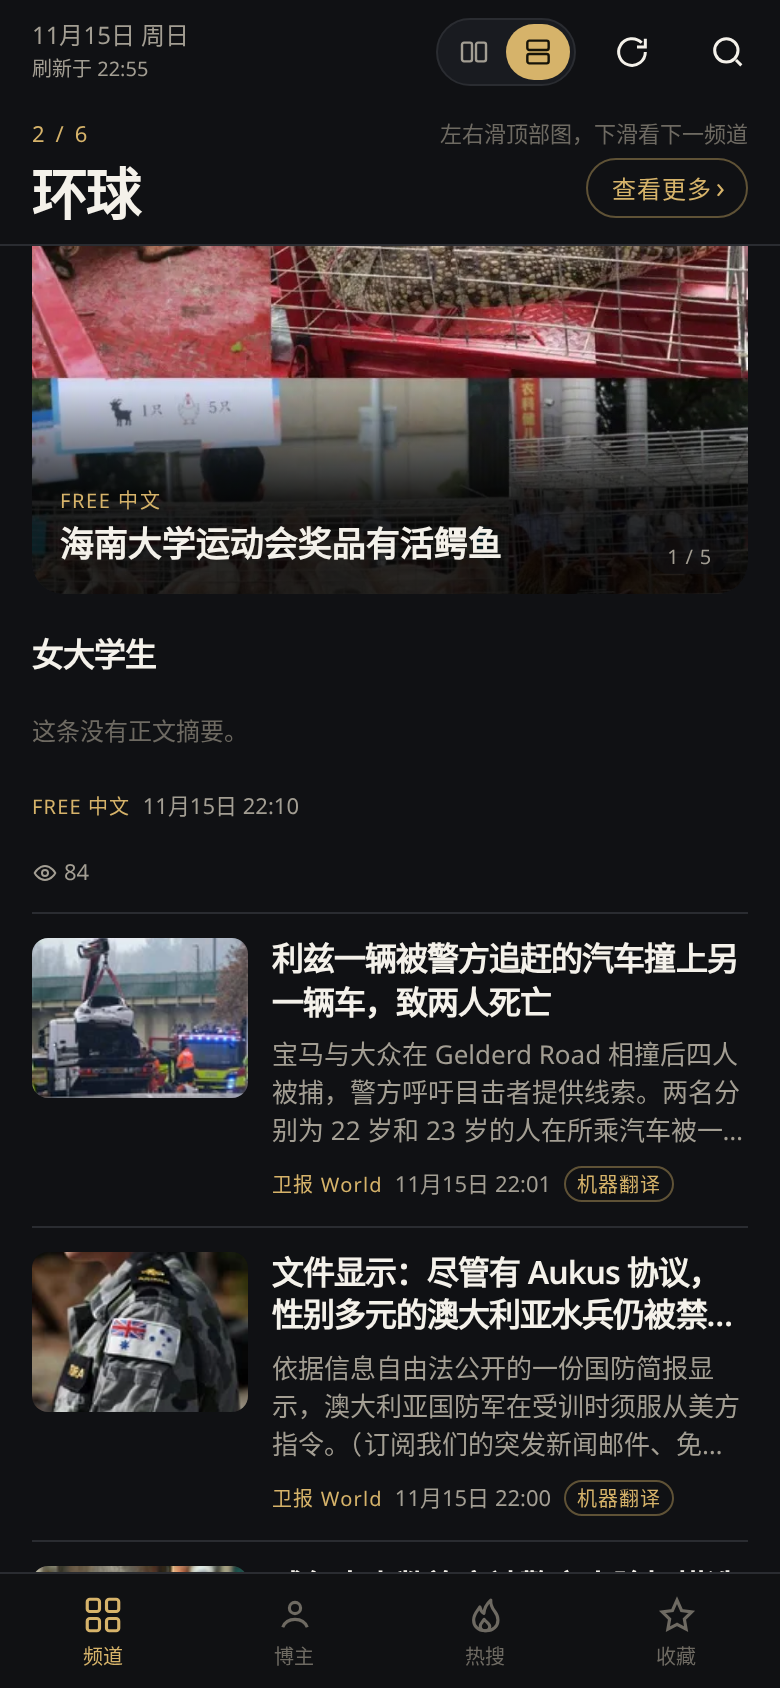 11月15日 周日
刷新于 22:55
2 / 6
左右滑顶部图，下滑看下一频道
环球
查看更多 ›
1只 5只
FREE 中文
海南大学运动会奖品有活鳄鱼
1 / 5
女大学生
这条没有正文摘要。
FREE 中文 11月15日 22:10
84
利兹一辆被警方追赶的汽车撞上另
一辆车，致两人死亡
宝马与大众在 Gelderd Road 相撞后四人
被捕，警方呼吁目击者提供线索。两名分
别为 22 岁和 23 岁的人在所乘汽车被一...
卫报 World 11月15日 22:01 机器翻译
文件显示：尽管有 Aukus 协议，
性别多元的澳大利亚水兵仍被禁...
依据信息自由法公开的一份国防简报显
示，澳大利亚国防军在受训时须服从美方
指令。（订阅我们的突发新闻邮件、免...
卫报 World 11月15日 22:00 机器翻译
频道
博主
热搜
收藏